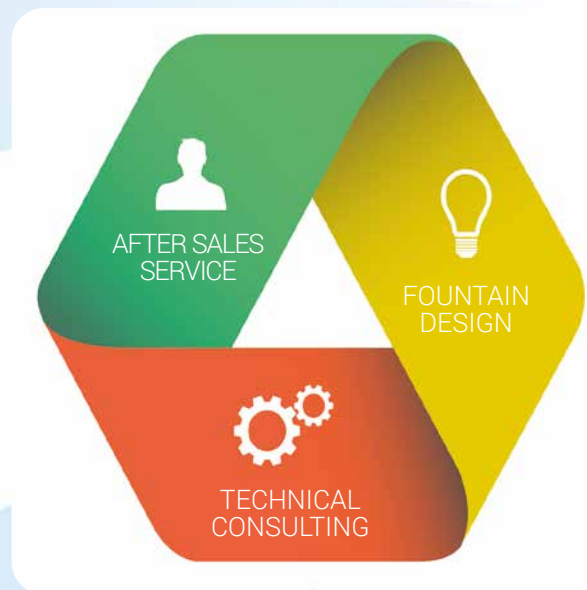 AFTER SALES
SERVICE
FOUNTAIN
DESIGN
TECHNICAL
CONSULTING